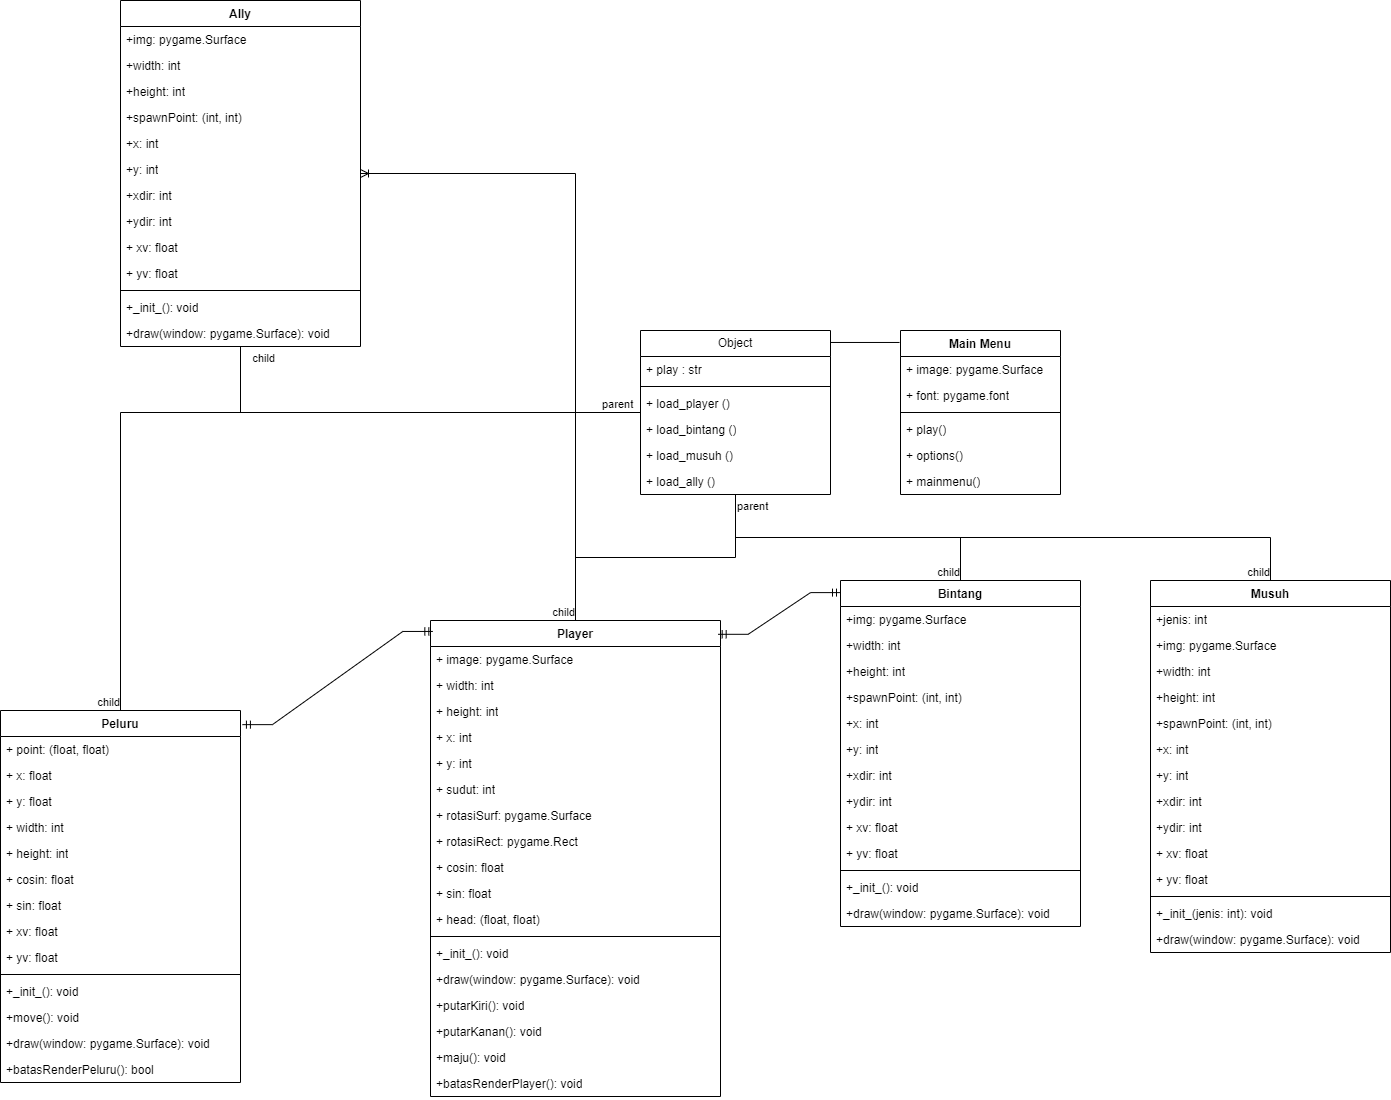 Ally
+img: pygame.Surface
+width: int
+height: int
+spawnPoint: (int, int)
+x: int
+y: int
+xdir: int
+ydir: int
+ xv: float
+ yv: float
+_init_(): void
+draw(window: pygame.Surface): void
child
parent
Object
+ play : str
+ load_player ()
+ load_bintang ()
+ load_musuh ()
+ load_ally ()
parent
Main Menu
+ image: pygame.Surface
+ font: pygame.font
+ play()
+ options()
+ mainmenu()
child
Peluru
+ point: (float, float)
+ x: float
+ y: float
+ width: int
+ height: int
+ cosin: float
+ sin: float
+ xv: float
+ yv: float
+_init_(): void
+move(): void
+draw(window: pygame.Surface): void
+batasRenderPeluru(): bool
child
Player
+ image: pygame.Surface
+ width: int
+ height: int
+ x: int
+ y: int
+ sudut: int
+ rotasiSurf: pygame.Surface
+ rotasiRect: pygame.Rect
+ cosin: float
+ sin: float
+ head: (float, float)
+_init_(): void
+draw(window: pygame.Surface): void
+putarKiri(): void
+putarKanan(): void
+maju(): void
+batasRenderPlayer(): void
child
Bintang
+img: pygame.Surface
+width: int
+height: int
+spawnPoint: (int, int)
+x: int
+y: int
+xdir: int
+ydir: int
+ xv: float
+ yv: float
+_init_(): void
+draw(window: pygame.Surface): void
child
Musuh
+jenis: int
+img: pygame.Surface
+width: int
+height: int
+spawnPoint: (int, int)
+x: int
+y: int
+xdir: int
+ydir: int
+ xv: float
+ yv: float
+_init_(jenis: int): void
+draw(window: pygame.Surface): void